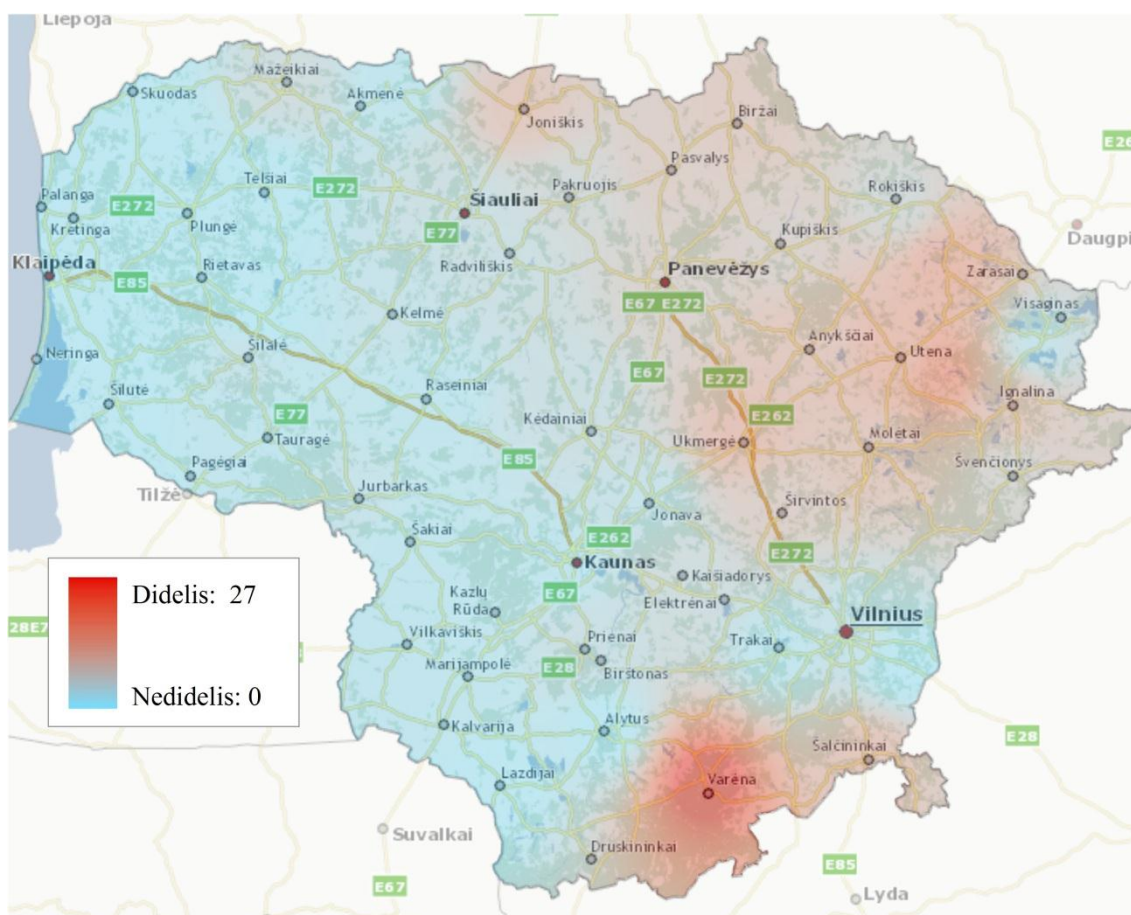 Liepoja
Mažeikiai
Skuodas
Akmenė
Joniškis
Biržai
E26
Pasvalys
Telšiai
E272
Pakruojis
Rokiškis
Palanga
E272
Šiauliai
Kretinga
Plungė
E77
Kupiškis
Daugpi
Klaipėda
Radviliškis
Panevėžys
Zarasai
Rietavas
E85
E67 E272
Visaginas
Kelmė
Anykščiai
Utena
Neringa
Šilalė
E67
E272
Šilutė
Raseiniai
Ignalina
E77
Kėdainiai
E262
Tauragė
Ukmergė
Molėtai
E85
Pagėgiai
Švenčionys
Tilžė
Jurbarkas
Jonava
Širvintos
Šakiai
E262
E272
Kaunas
Kaišiadorys
Didelis: 27
Kazlų
Rūda
E67
Elektrėnai
Vilnius
28E7
Vilkaviškis
Prienai
Trakai
Marijampolė
E28
Birštonas
Nedidelis: 0
Kalvarija
Alytus
E28
Šalčininkai
Lazdijai
Varėna
Suvalkai
Druskininkai
E85
E67
Lyda